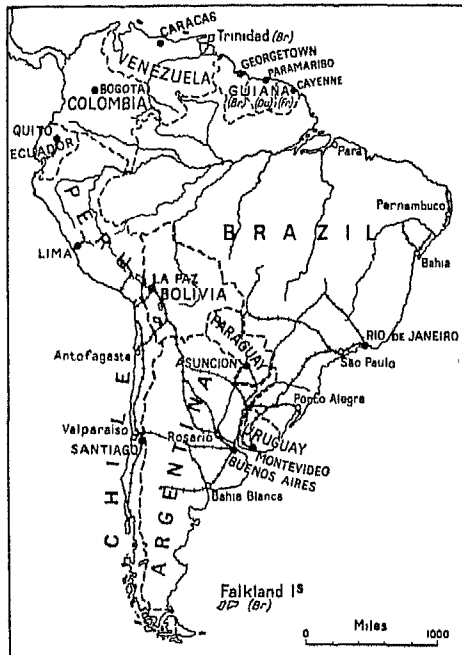 CARACAS
Trinidad (Br)
VENEZUELA
GEORGETOWN
PARAMARIBO
CAYENNE
GUIANA
(Br) (Du) (Fr)
BOGOTA
COLOMBIA
QUITO
ECUADOR
Para
Pernambuco
PERU
BRAZIL
Bahia
LIMA
LA PAZ
BOLIVIA
PARAGUAY
RIO DE JANEIRO
São Paulo
Antofagasta
ASUNCION
Porto Alegra
CHILE
ARGENTINA
URUGUAY
Valparaiso
SANTIAGO
Rosario
MONTEVIDEO
BUENOS AIRES
Bahia Blanca
Falkland Is
(Br)
Miles
0 1000